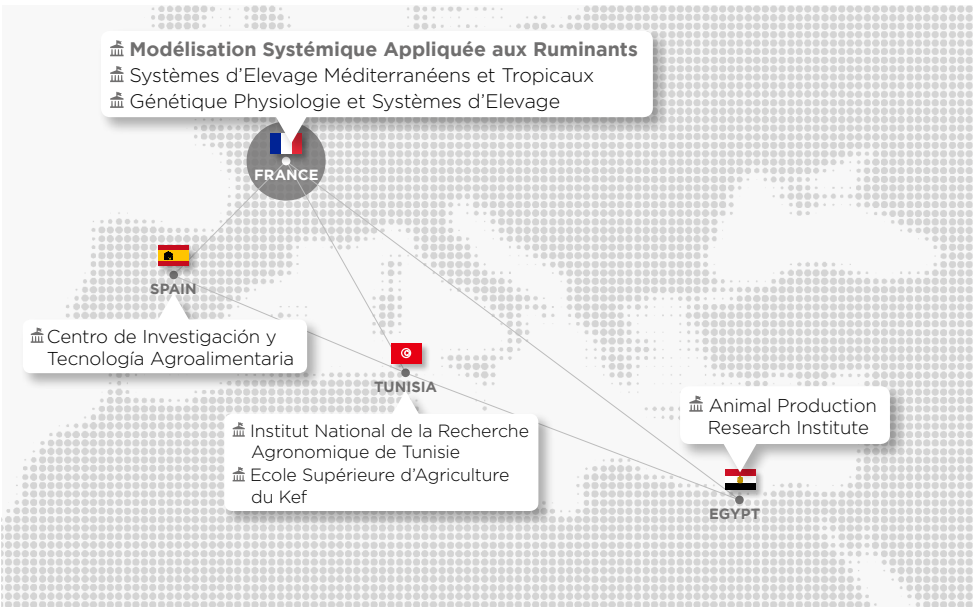 Modélisation Systémique Appliquée aux Ruminants
Systèmes d'Elevage Méditerranéens et Tropicaux
Génétique Physiologie et Systèmes d'Elevage
FRANCE
SPAIN
Centro de Investigación y
Tecnología Agroalimentaria
TUNISIA
Institut National de la Recherche
Agronomique de Tunisie
Ecole Supérieure d'Agriculture
du Kef
Animal Production
Research Institute
EGYPT